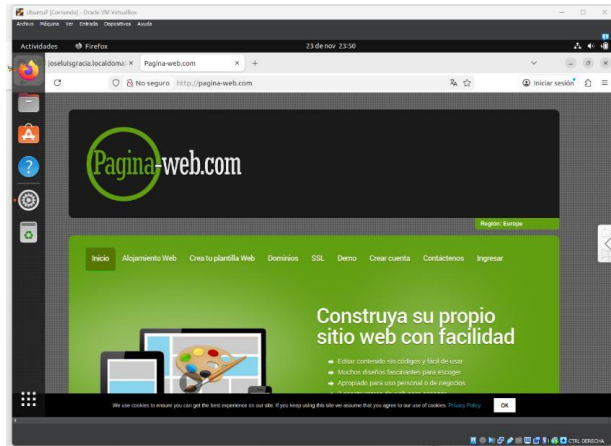 UbuntuF [Corriendo] - Oracle VM VirtualBox
Archivo Máquina Ver Entrada Dispositivos Ayuda
Actividades Firefox 23 de nov 23:50
joseluisgracia.localdoma Pagina-web.com
No seguro http://pagina-web.com Iniciar sesión
Pagina-web.com
Región: Europe
Inicio Alojamiento Web Crea tu plantilla Web Dominios SSL Demo Crear cuenta Contáctenos Ingresar
Construya su propio
sitio web con facilidad
Editar contenido sin códigos y fácil de usar
Muchos diseños fascinantes para escoger
Apropiado para uso personal o de negocios
We use cookies to ensure you can get the best experience on our site. If you keep using this site we assume that you agree to our use of cookies. Privacy Policy OK
CTRL DERECHA